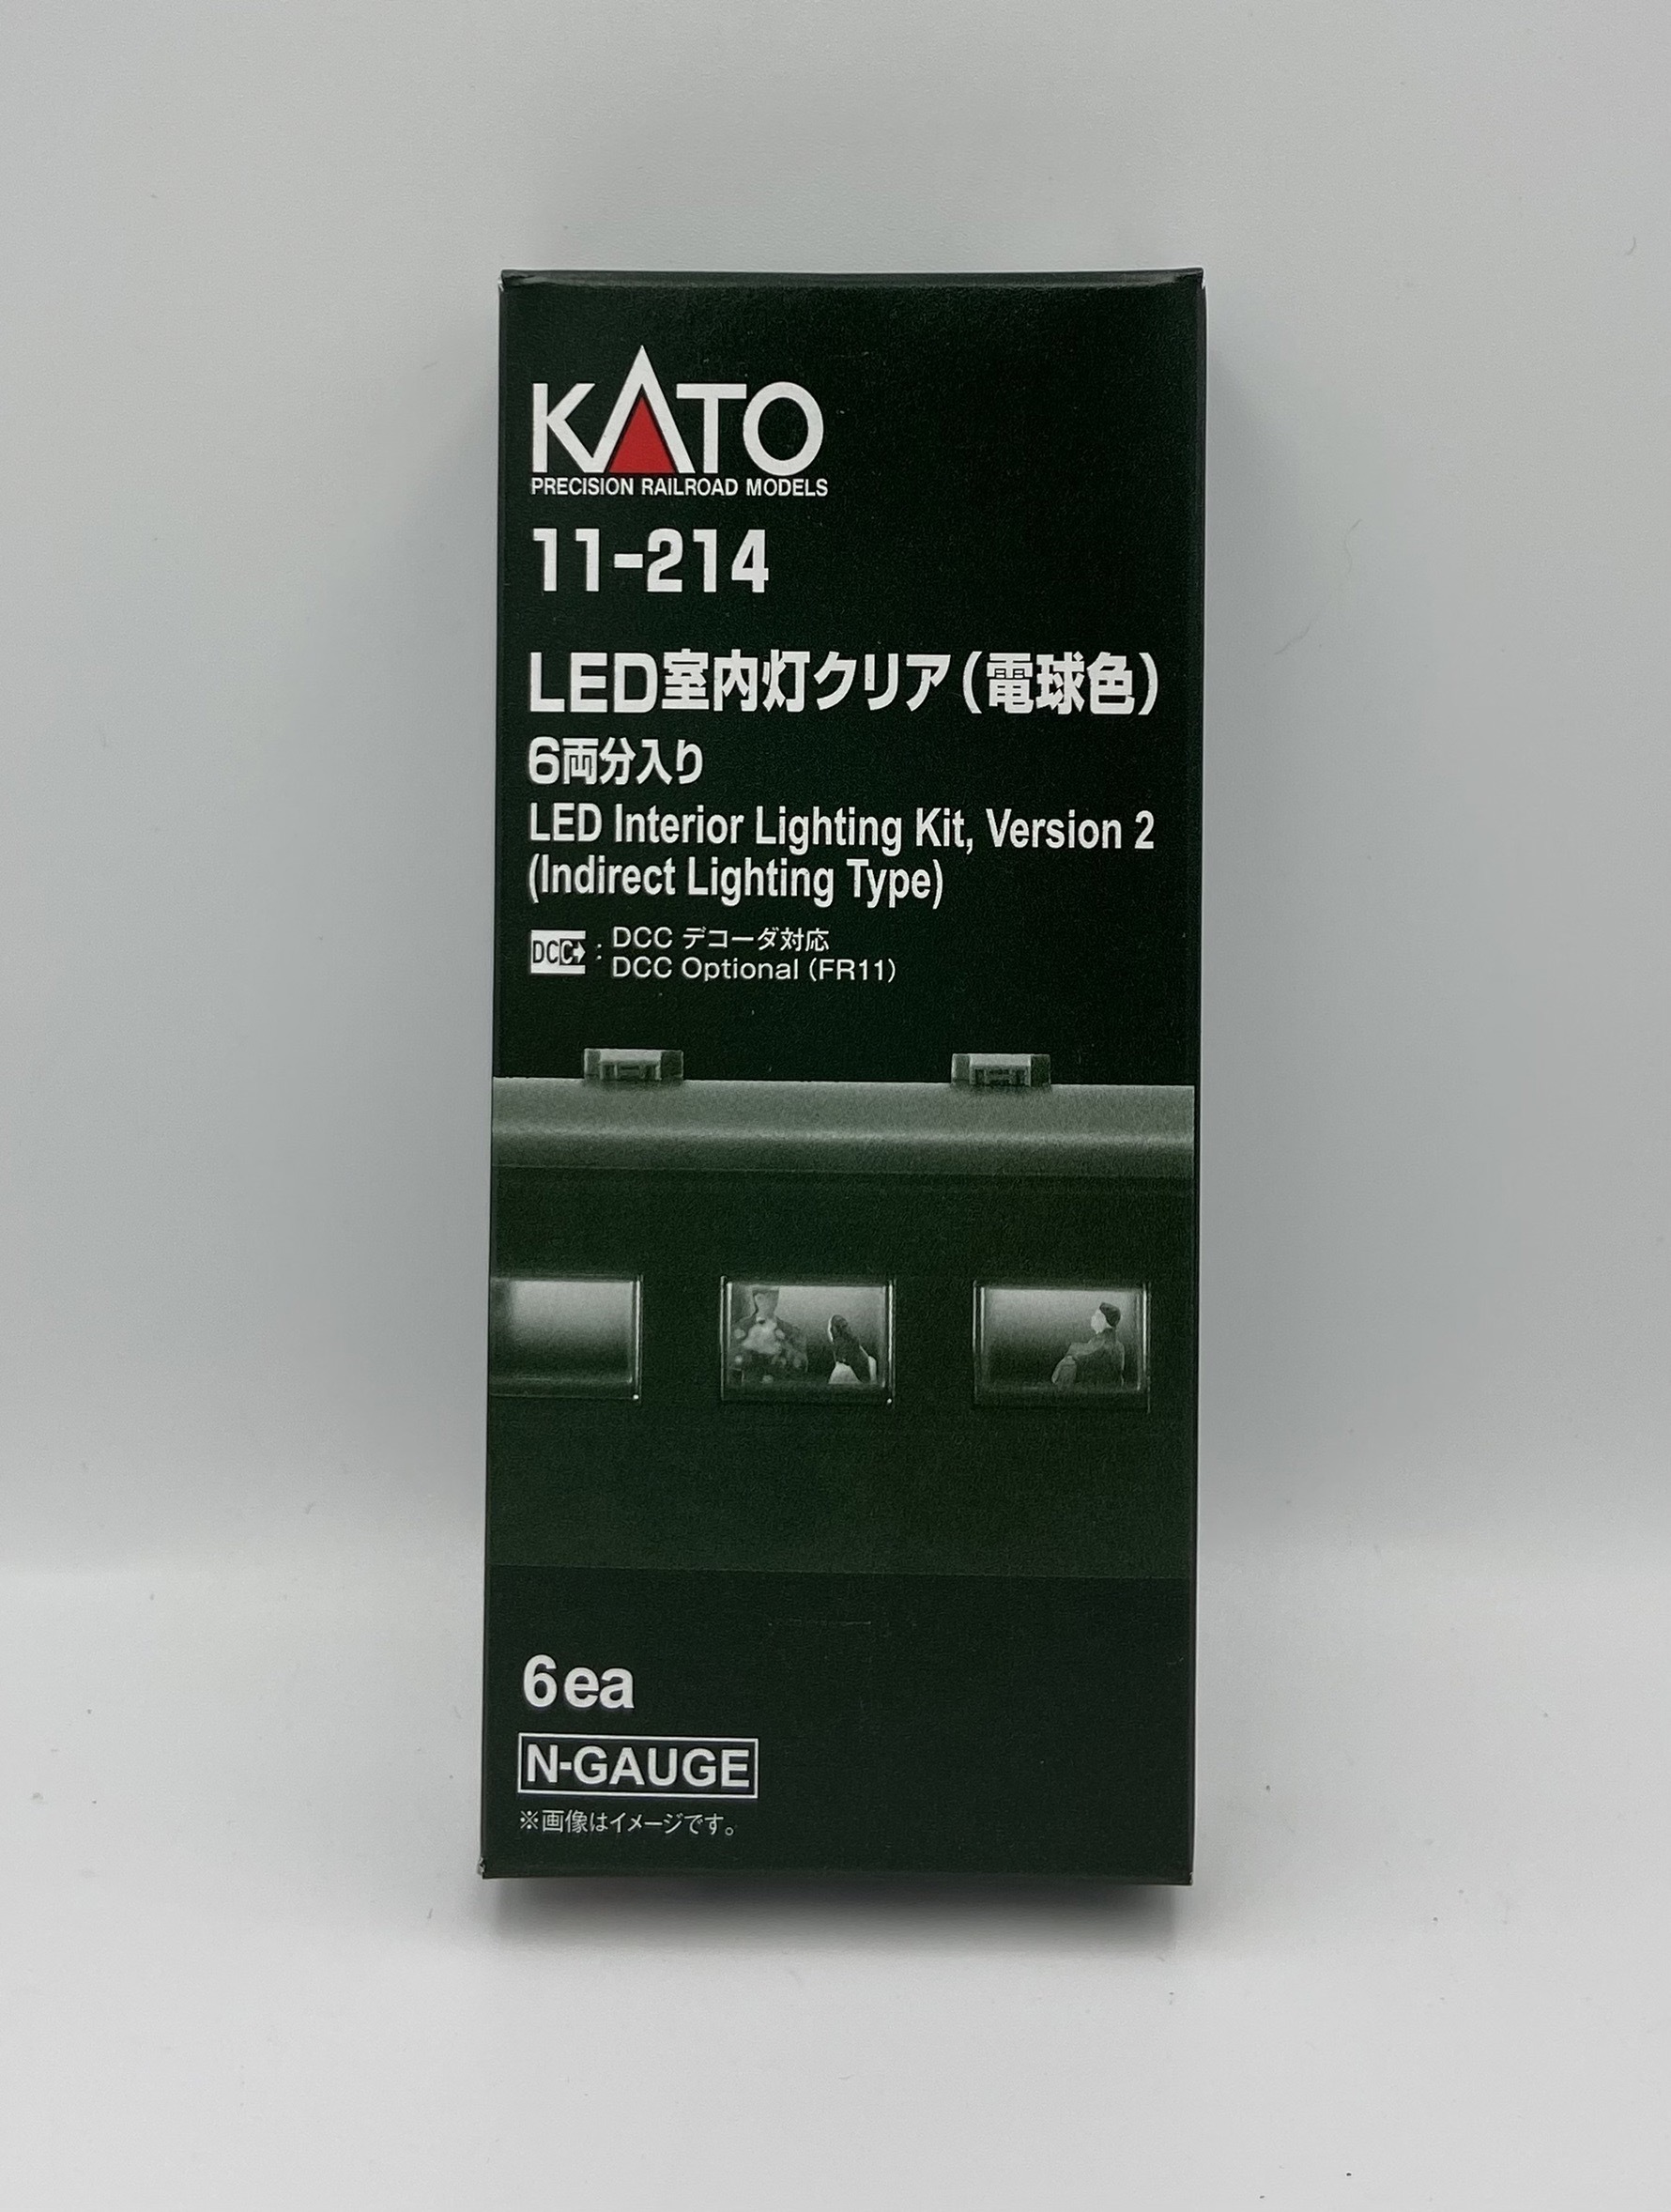 KATO
PRECISION RAILROAD MODELS
11-214
LED室内灯クリア(電球色)
6両分入り
LED Interior Lighting Kit, Version 2
(Indirect Lighting Type)
DCC : DCC デコーダ対応
DCC Optional (FR11)
6ea
N-GAUGE
※画像はイメージです。